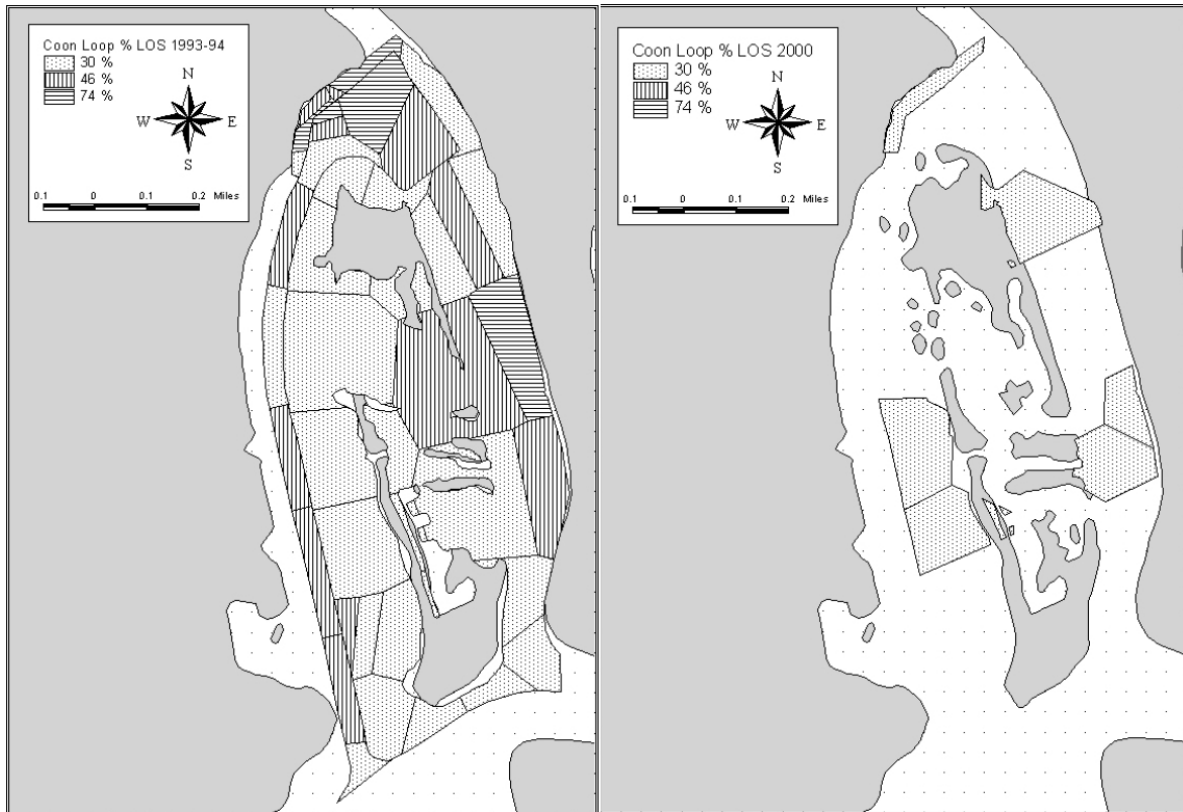 Coon Loop % LOS 1993-94
30 %
46 %
74 %
N
W E
S
0.1 0 0.1 0.2 Miles
Coon Loop % LOS 2000
30 %
46 %
74 %
N
W E
S
0.1 0 0.1 0.2 Miles